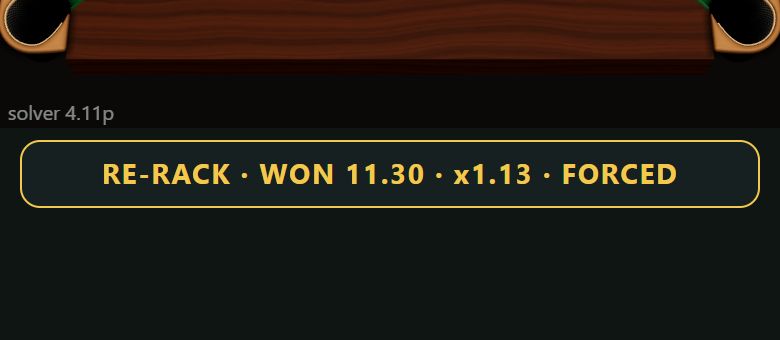 solver 4.11p
RE-RACK · WON 11.30 · x1.13 · FORCED